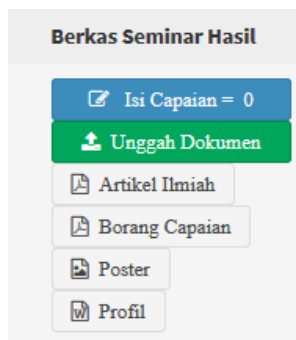 Berkas Seminar Hasil
Isi Capaian = 0
Unggah Dokumen
Artikel Ilmiah
Borang Capaian
Poster
Profil